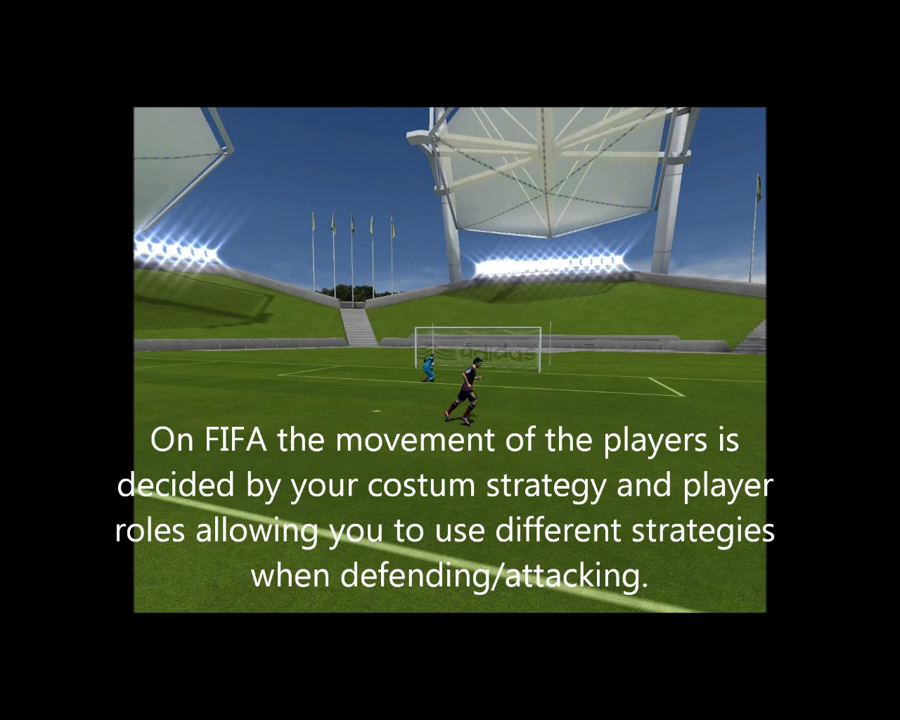 adidas
On FIFA the movement of the players is
decided by your costum strategy and player
roles allowing you to use different strategies
when defending/attacking.